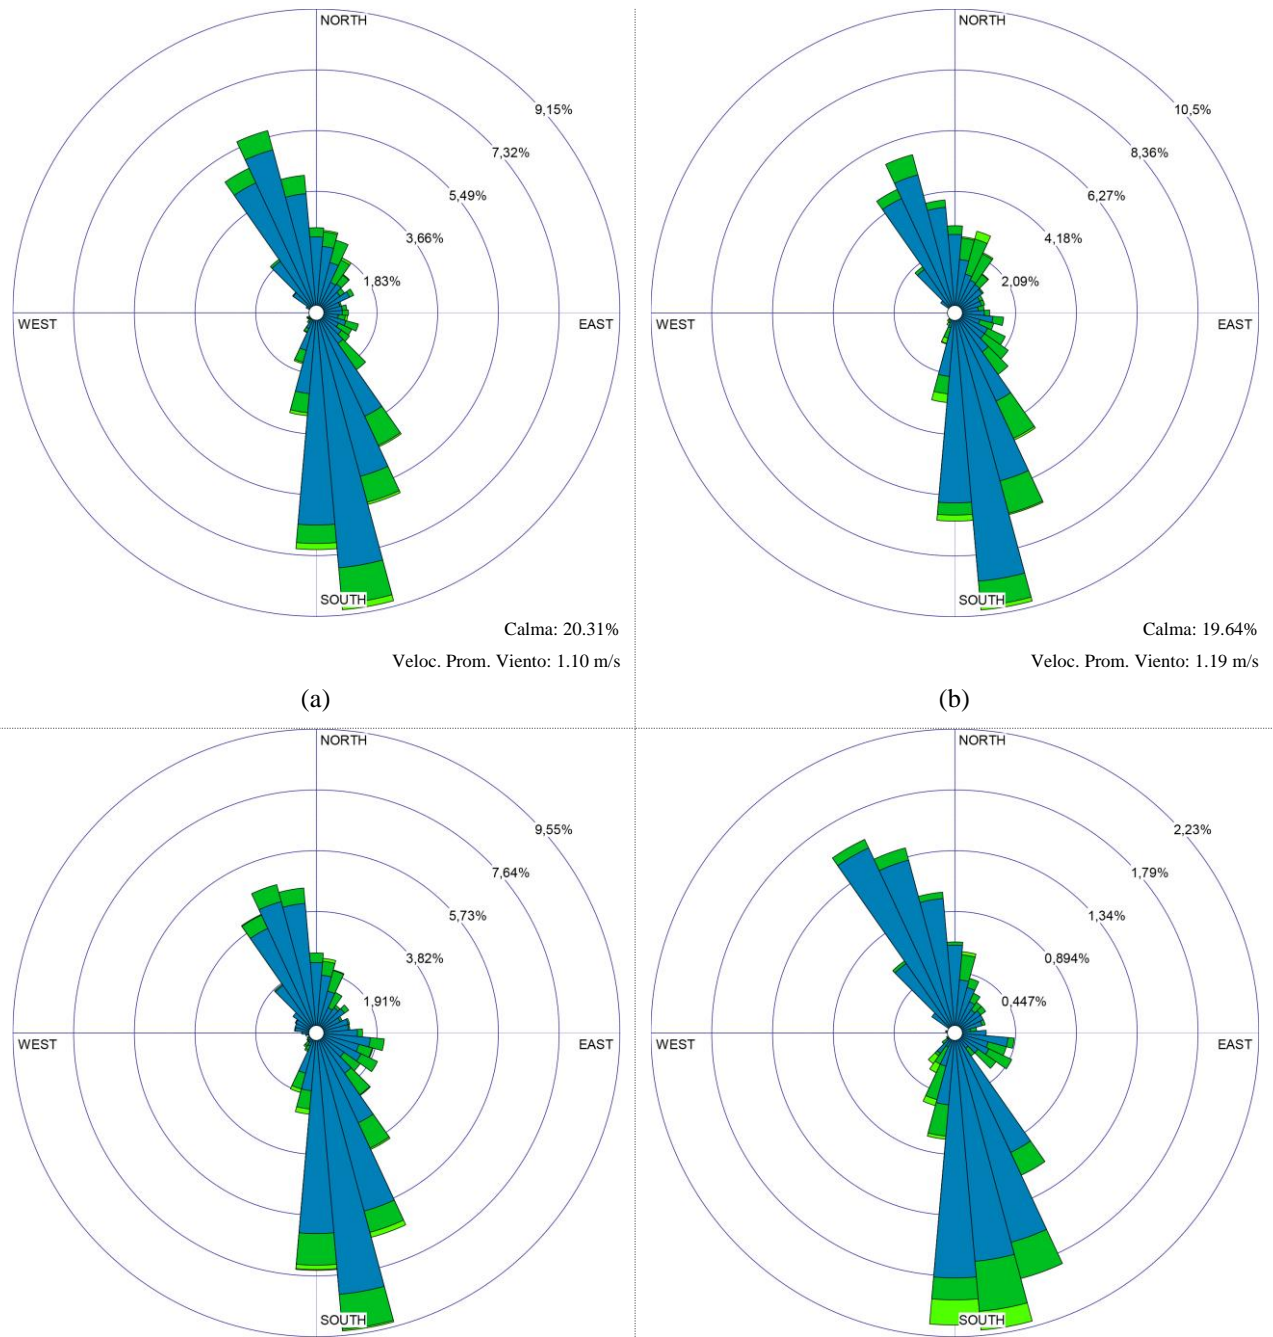 NORTH
9,15%
7,32%
5,49%
3,66%
1,83%
WEST
EAST
SOUTH
Calma: 20.31%
Veloc. Prom. Viento: 1.10 m/s
(a)
NORTH
10,5%
8,36%
6,27%
4,18%
2,09%
WEST
EAST
SOUTH
Calma: 19.64%
Veloc. Prom. Viento: 1.19 m/s
(b)
NORTH
9,55%
7,64%
5,73%
3,82%
1,91%
WEST
EAST
SOUTH
NORTH
2,23%
1,79%
1,34%
0,894%
0,447%
WEST
EAST
SOUTH